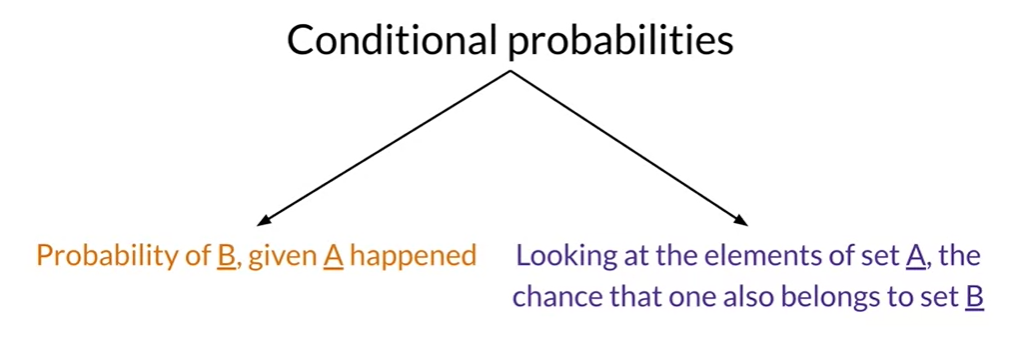 Conditional probabilities
Probability of B, given A happened
Looking at the elements of set A, the
chance that one also belongs to set B